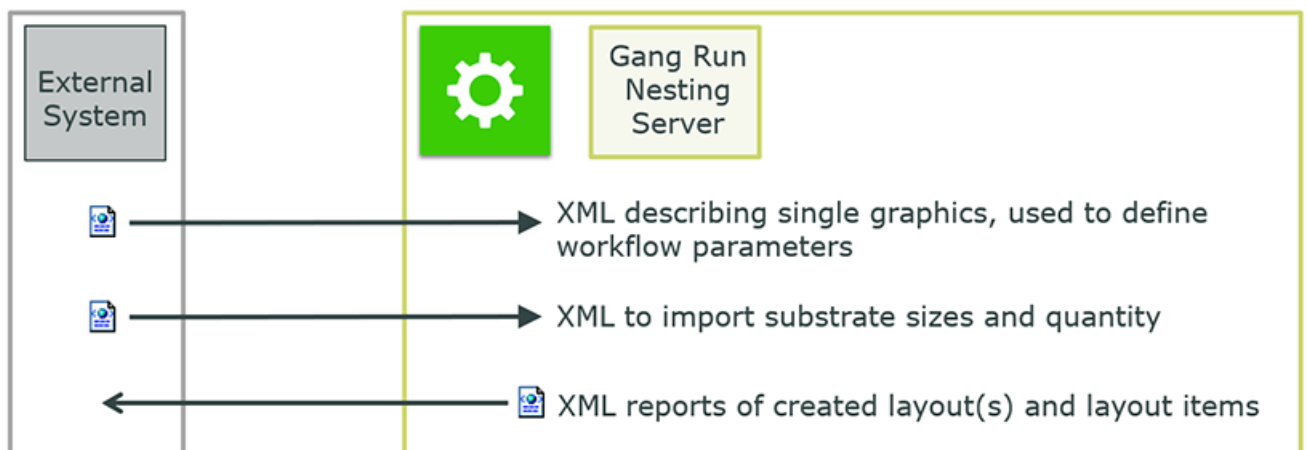 External
System
Gang Run
Nesting
Server
XML describing single graphics, used to define
workflow parameters
XML to import substrate sizes and quantity
XML reports of created layout(s) and layout items